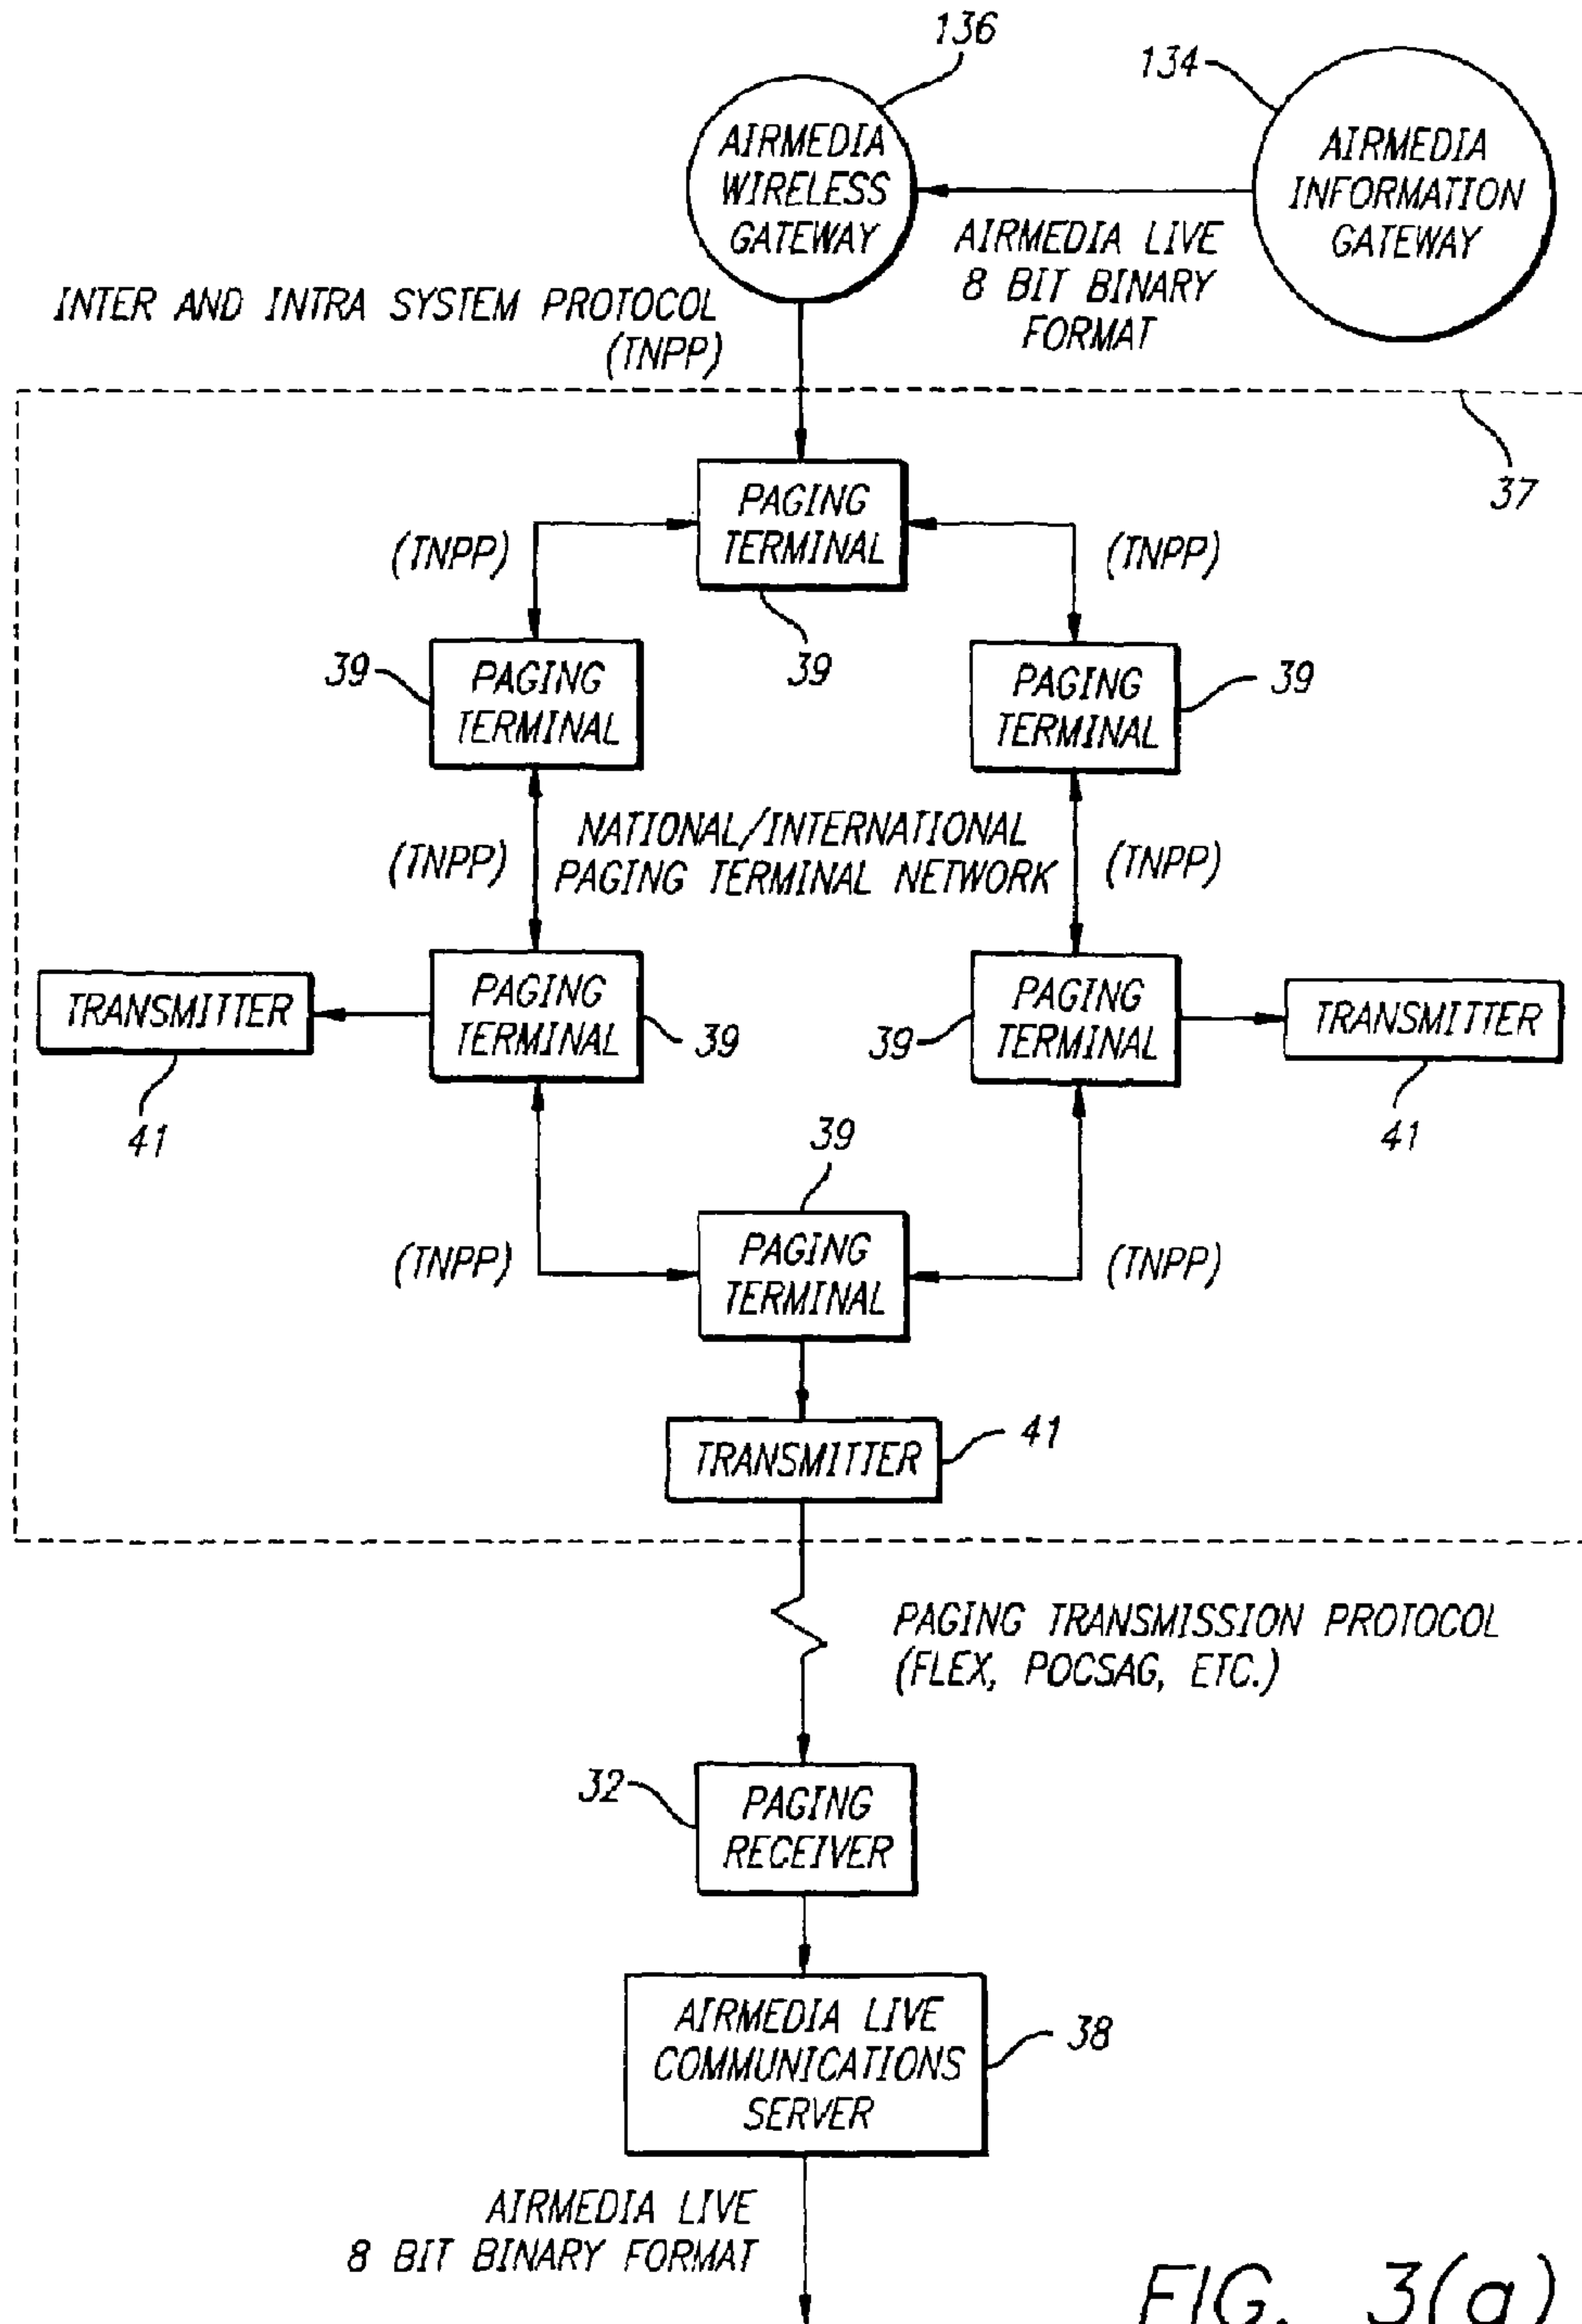 136
134
AIRMEDIA
WIRELESS
GATEWAY
AIRMEDIA
INFORMATION
GATEWAY
AIRMEDIA LIVE
8 BIT BINARY
FORMAT
INTER AND INTRA SYSTEM PROTOCOL
(TNPP)
37
PAGING
TERMINAL
39
(TNPP)
(TNPP)
39
PAGING
TERMINAL
PAGING
TERMINAL
39
(TNPP)
NATIONAL/INTERNATIONAL
PAGING TERMINAL NETWORK
(TNPP)
TRANSMITTER
41
PAGING
TERMINAL
39
39
PAGING
TERMINAL
TRANSMITTER
41
39
(TNPP)
PAGING
TERMINAL
(TNPP)
TRANSMITTER
41
PAGING TRANSMISSION PROTOCOL
(FLEX, POCSAG, ETC.)
32
PAGING
RECEIVER
AIRMEDIA LIVE
COMMUNICATIONS
SERVER
38
AIRMEDIA LIVE
8 BIT BINARY FORMAT
FIG. 3(a)